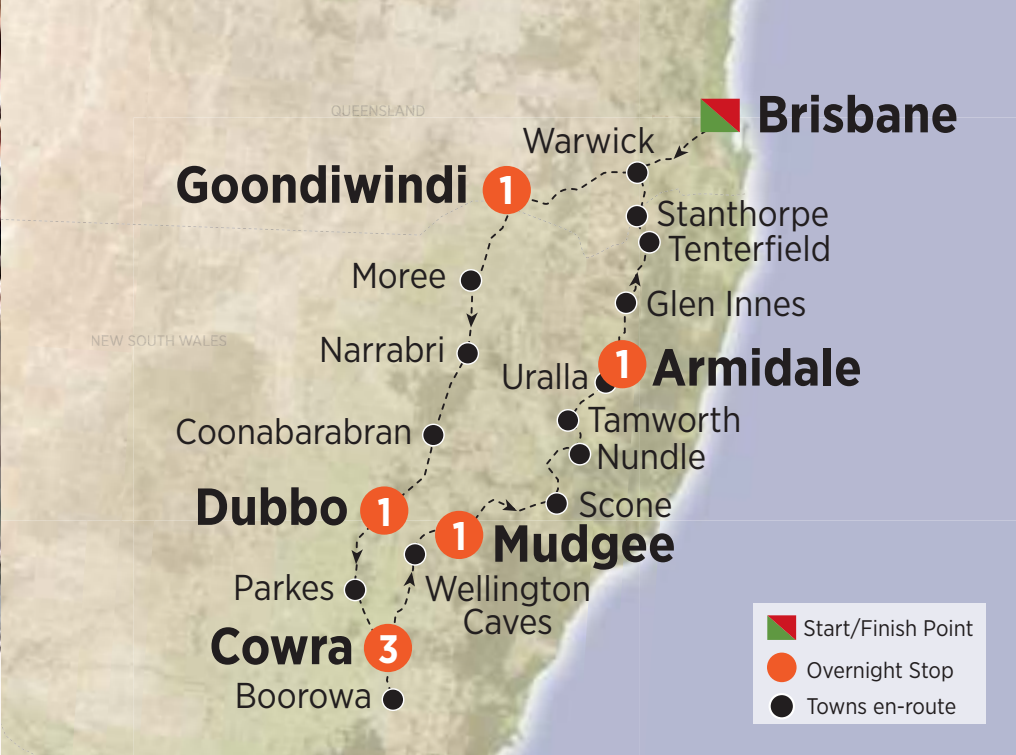 QUEENSLAND
Brisbane
Warwick
Goondiwindi
1
Stanthorpe
Tenterfield
Moree
Glen Innes
NEW SOUTH WALES
Narrabri
Uralla
1
Armidale
Tamworth
Coonabarabran
Nundle
Dubbo
1
Scone
1
Mudgee
Parkes
Wellington
Caves
Cowra
3
Boorowa
Start/Finish Point
Overnight Stop
Towns en-route